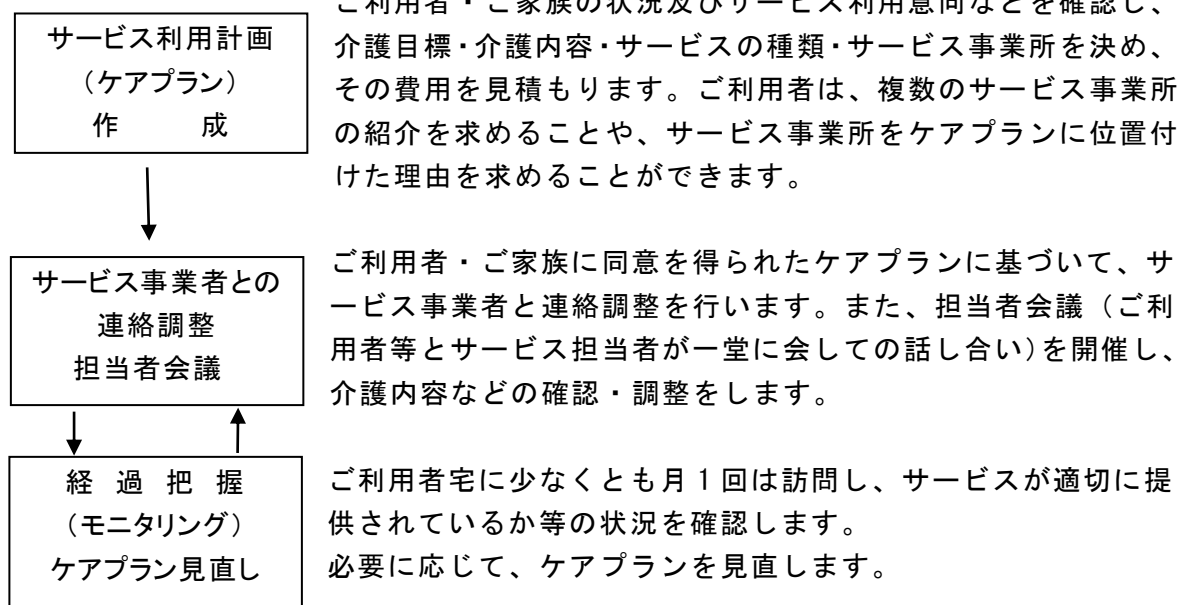 ご利用者・ご家族の状況及びサービス利用意向などを確認し、
サービス利用計画
（ケアプラン）
作　　成
介護目標・介護内容・サービスの種類・サービス事業所を決め、
その費用を見積もります。ご利用者は、複数のサービス事業所
の紹介を求めることや、サービス事業所をケアプランに位置付
けた理由を求めることができます。
サービス事業者との
連絡調整
担当者会議
ご利用者・ご家族に同意を得られたケアプランに基づいて、サ
ービス事業者と連絡調整を行います。また、担当者会議（ご利
用者等とサービス担当者が一堂に会しての話し合い）を開催し、
介護内容などの確認・調整をします。
経　過　把　握
（モニタリング）
ケアプラン見直し
ご利用者宅に少なくとも月１回は訪問し、サービスが適切に提
供されているか等の状況を確認します。
必要に応じて、ケアプランを見直します。